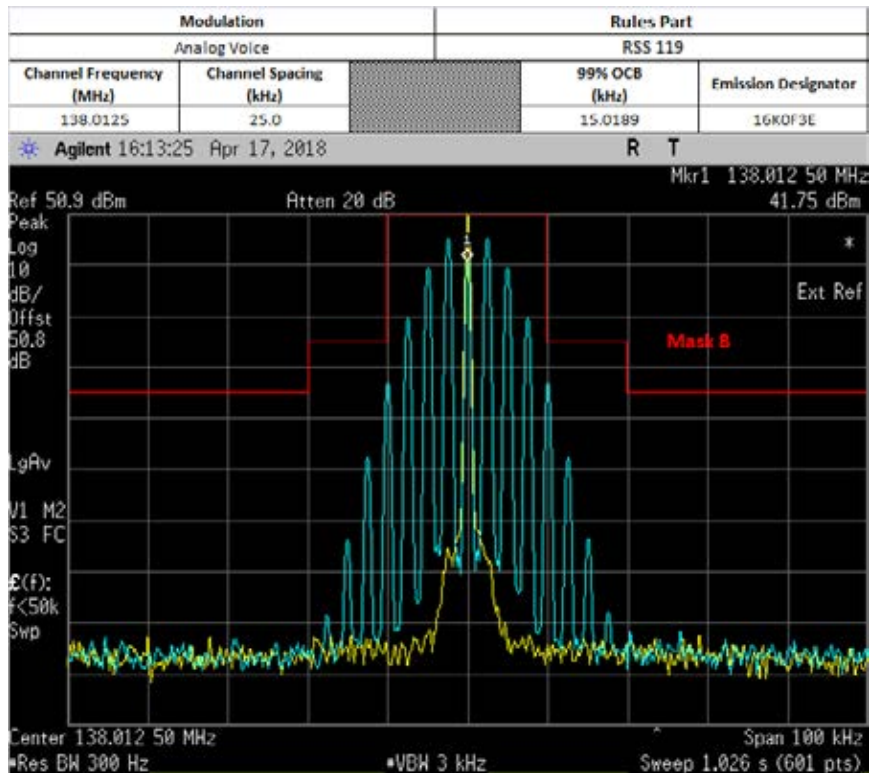 Modulation Rules Part
Analog Voice RSS 119
Channel Frequency (MHz) Channel Spacing (kHz) 99% OCB (kHz) Emission Designator
138.0125 25.0 15.0189 16K0F3E
Agilent 16:13:25 Apr 17, 2018 R T
Mkr1 138.012 50 MHz
Ref 50.9 dBm Atten 20 dB 41.75 dBm
Peak
Log
10
dB/
Offst
50.8
dB
1
*
Ext Ref
Mask B
LgAv
V1 M2
S3 FC
£(f):
f<50k
Swp
Center 138.012 50 MHz Span 100 kHz
#Res BW 300 Hz #VBW 3 kHz Sweep 1.026 s (601 pts)